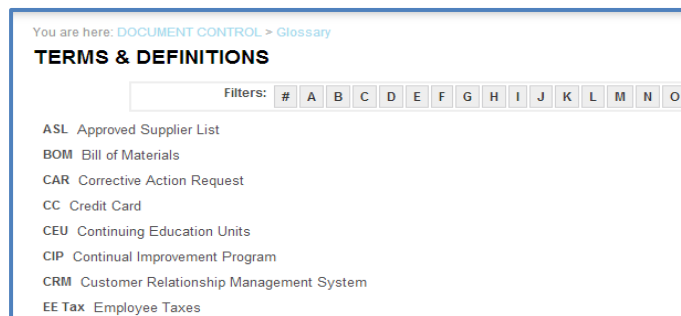 You are here: DOCUMENT CONTROL > Glossary
TERMS & DEFINITIONS
Filters: # A B C D E F G H I J K L M N O
ASL Approved Supplier List
BOM Bill of Materials
CAR Corrective Action Request
CC Credit Card
CEU Continuing Education Units
CIP Continual Improvement Program
CRM Customer Relationship Management System
EE Tax Employee Taxes